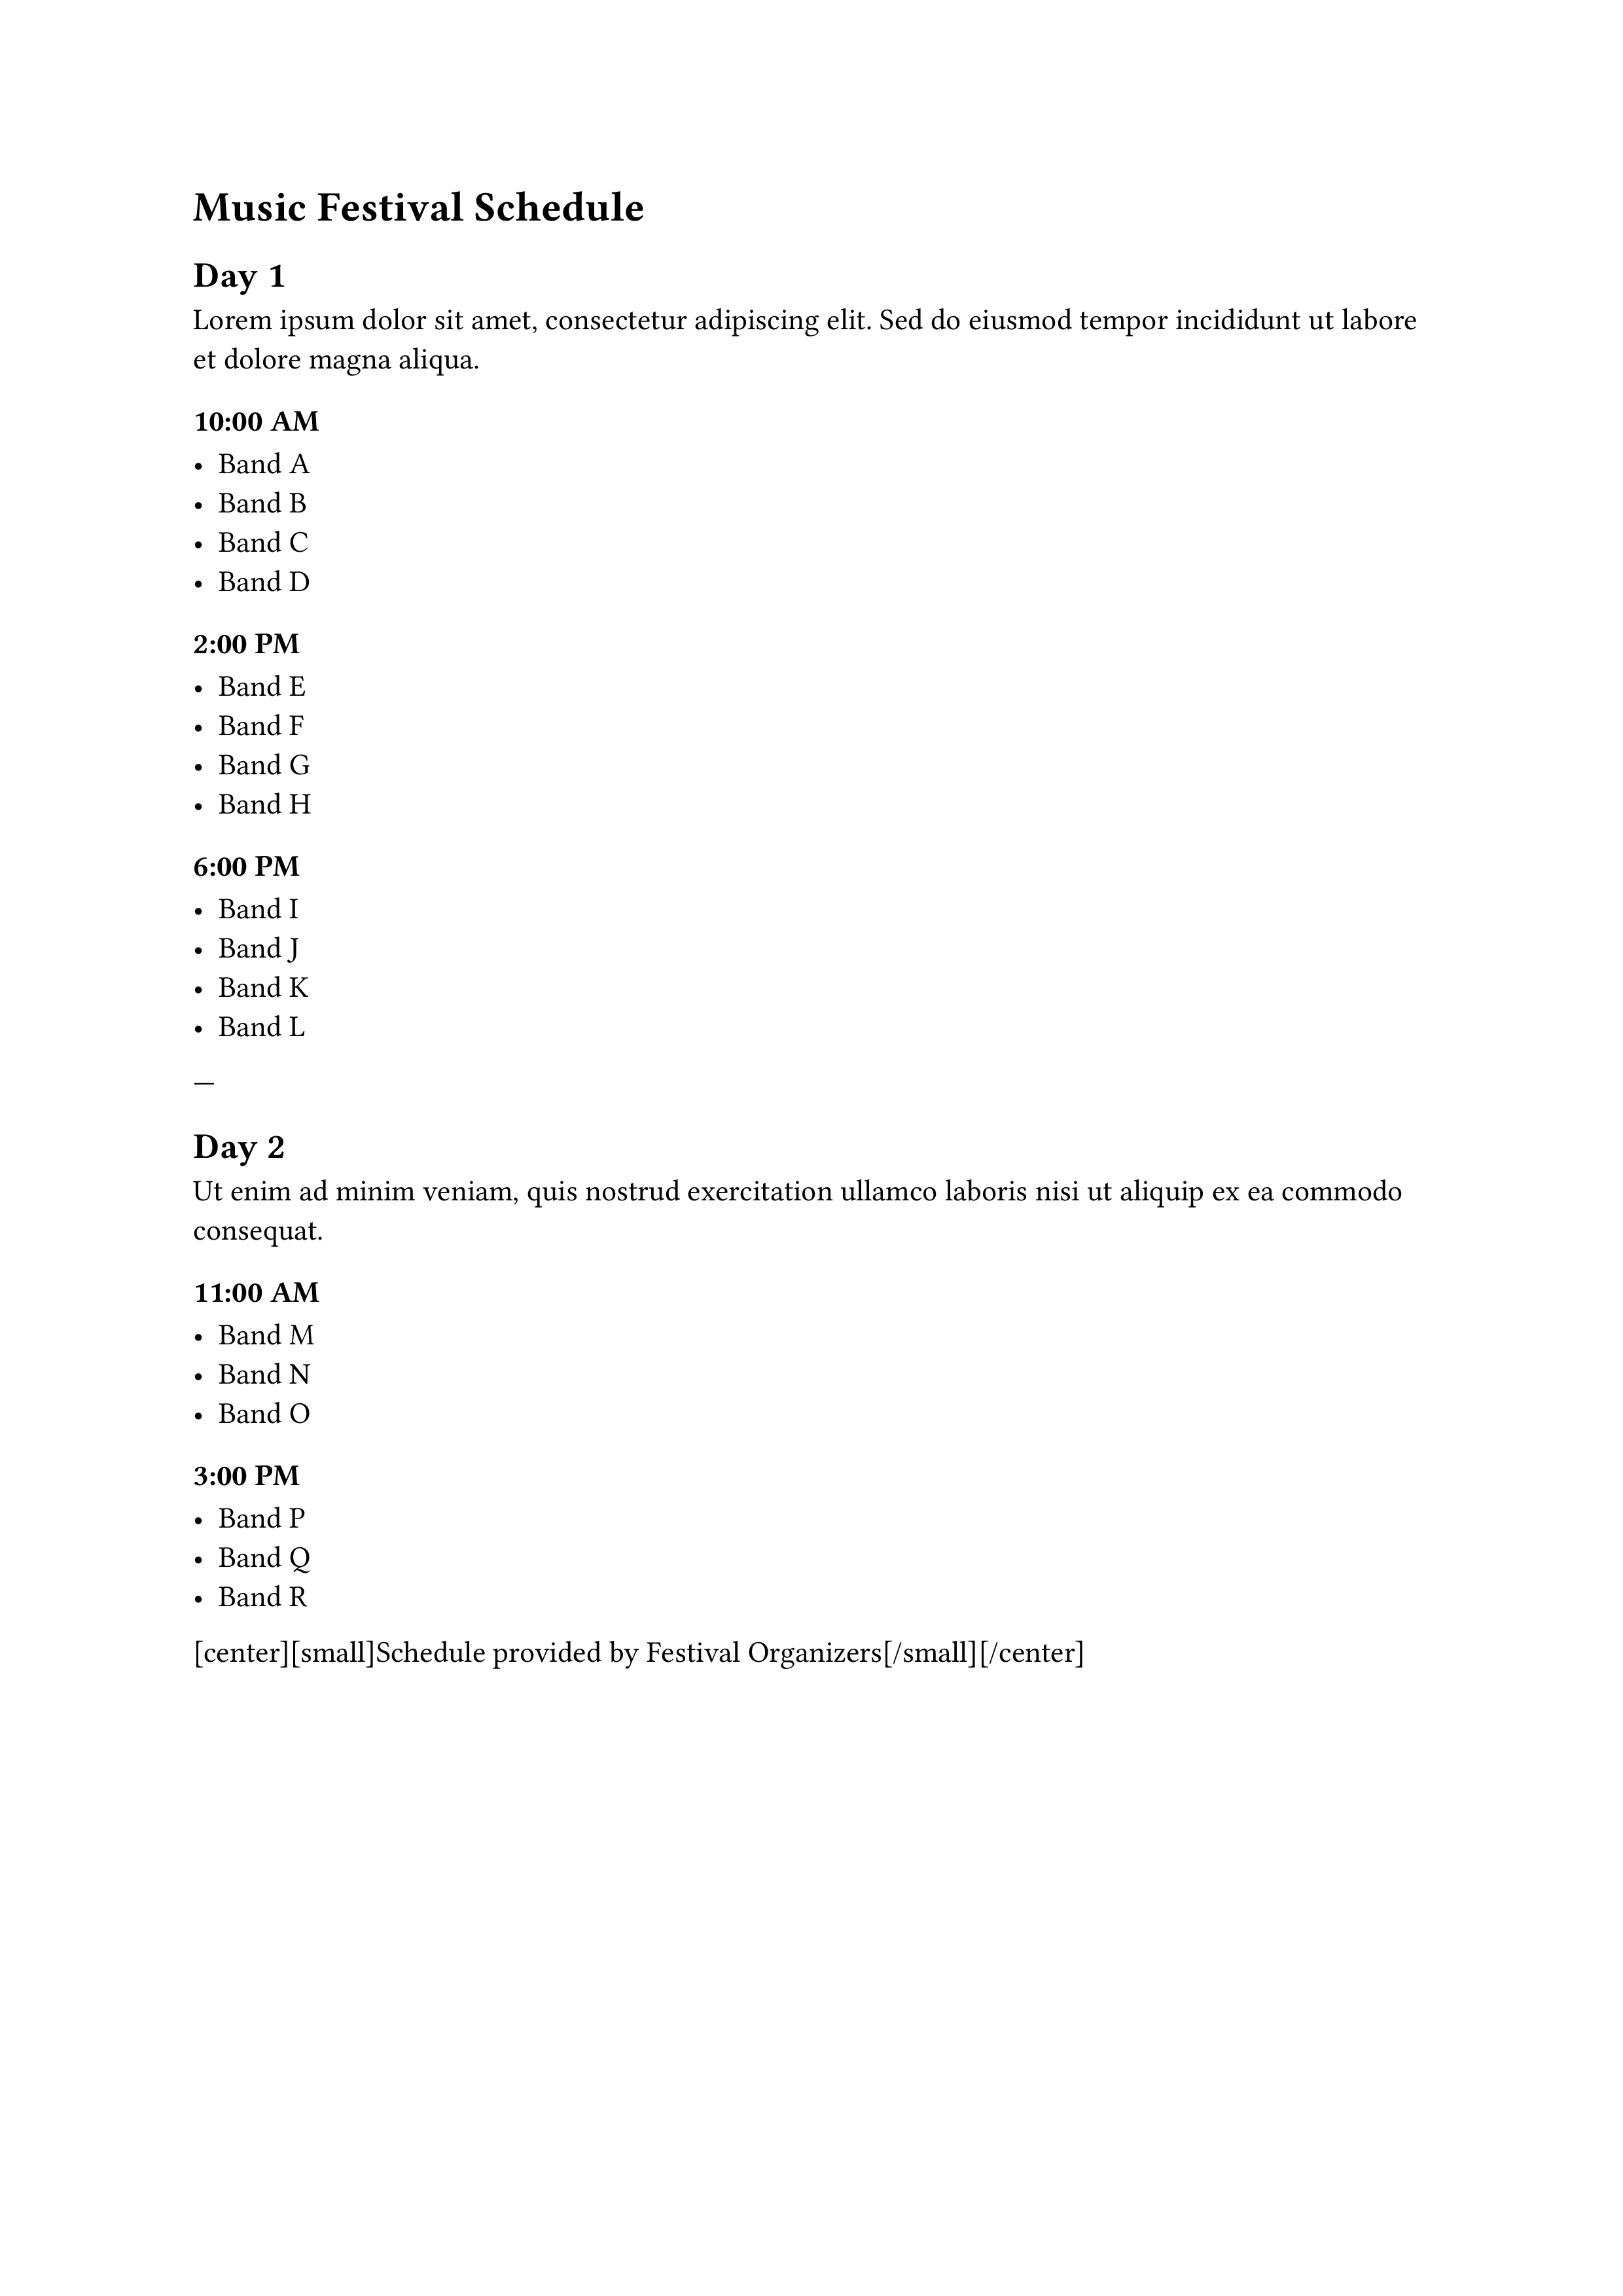 Music Festival Schedule
Day 1
Lorem ipsum dolor sit amet, consectetur adipiscing elit. Sed do eiusmod tempor incididunt ut labore
et dolore magna aliqua.
10:00 AM
• Band A
• Band B
• Band C
• Band D
2:00 PM
• Band E
• Band F
• Band G
• Band H
6:00 PM
• Band I
• Band J
• Band K
• Band L
—
Day 2
Ut enim ad minim veniam, quis nostrud exercitation ullamco laboris nisi ut aliquip ex ea commodo
consequat.
11:00 AM
• Band M
• Band N
• Band O
3:00 PM
• Band P
• Band Q
• Band R
[center][small]Schedule provided by Festival Organizers[/small][/center]